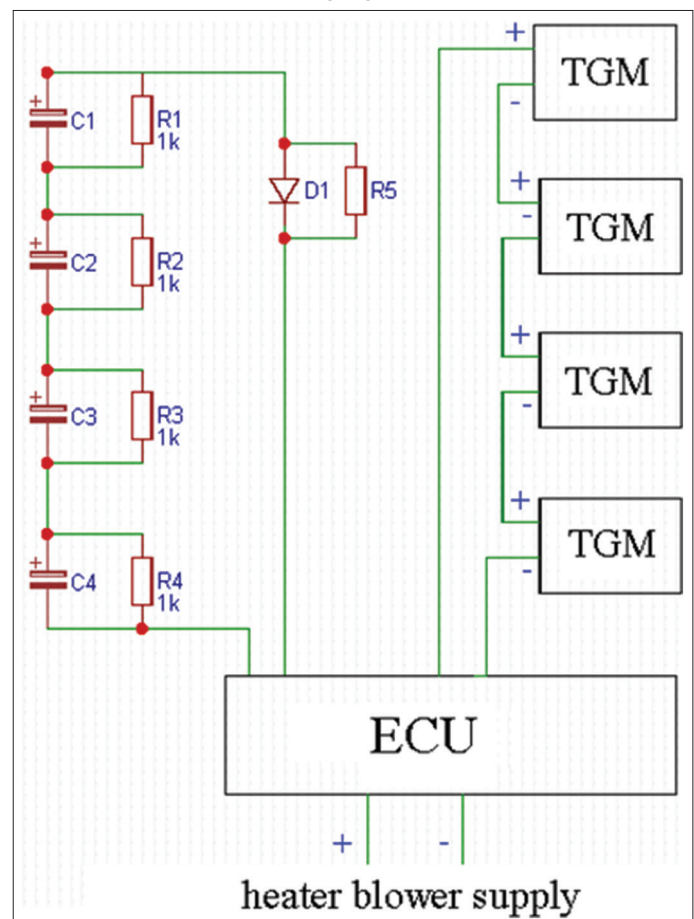 +
TGM
-
+
C1
R1
1k
D1
R5
+
-
TGM
+
C2
R2
1k
+
-
TGM
+
C3
R3
1k
+
-
TGM
+
C4
R4
1k
ECU
+ -
heater blower supply